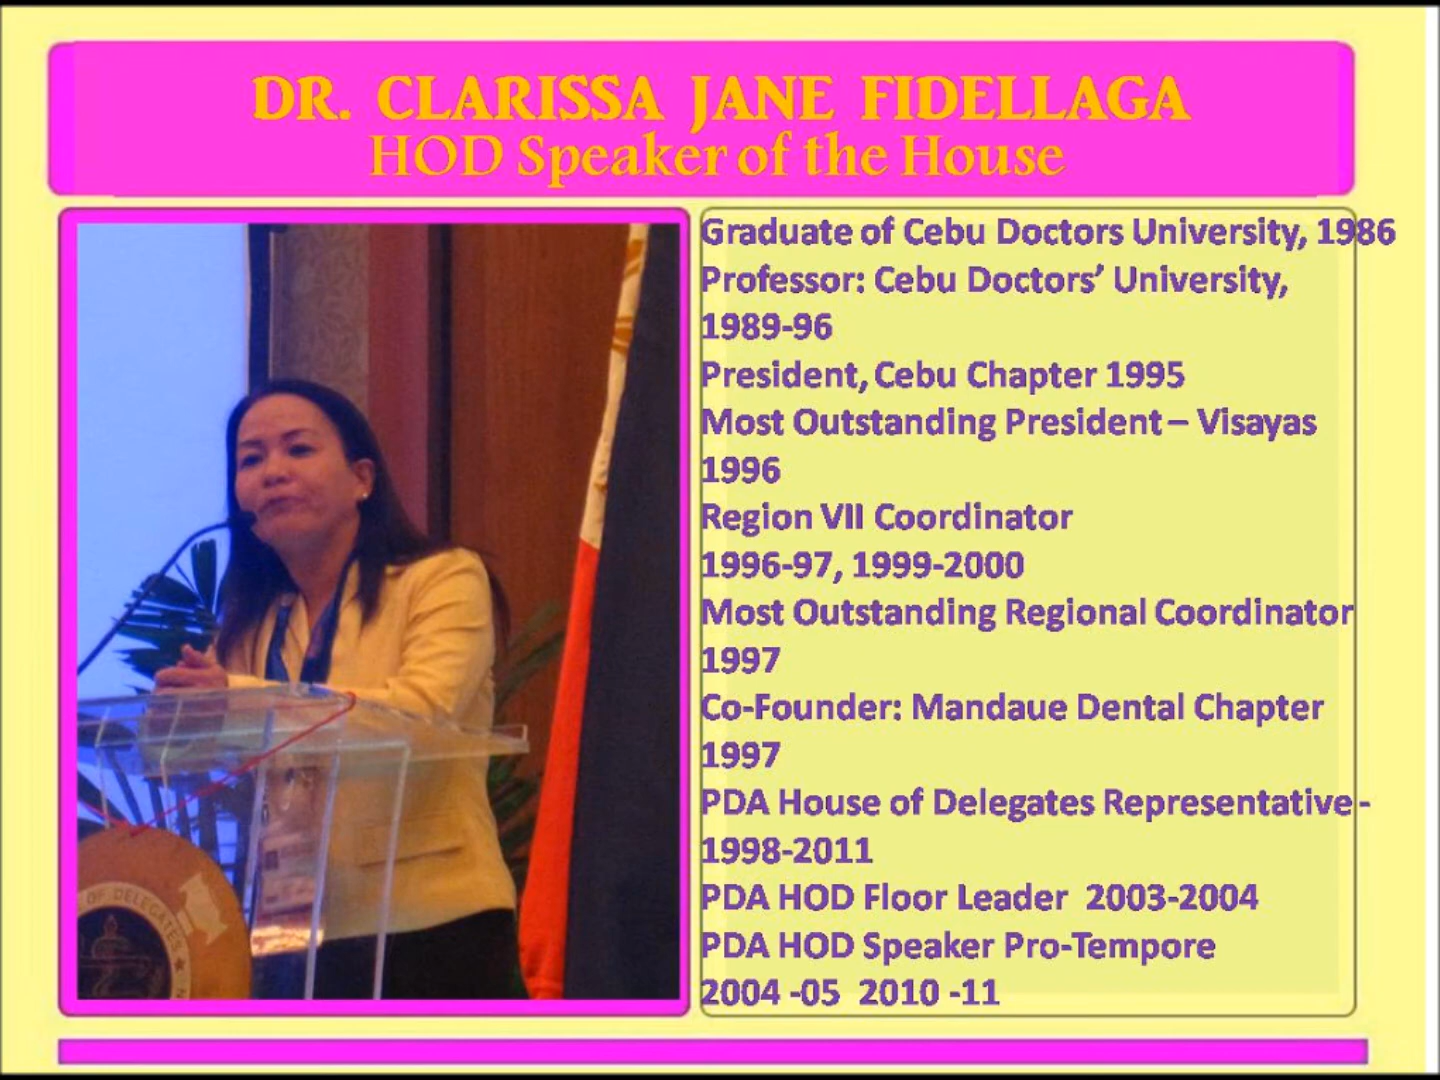 DR. CLARISSA JANE FIDELLAGA
HOD Speaker of the House
Graduate of Cebu Doctors University, 1986
Professor: Cebu Doctors’ University,
1989-96
President, Cebu Chapter 1995
Most Outstanding President – Visayas
1996
Region VII Coordinator
1996-97, 1999-2000
Most Outstanding Regional Coordinator
1997
Co-Founder: Mandaue Dental Chapter
1997
PDA House of Delegates Representative -
1998-2011
PDA HOD Floor Leader  2003-2004
PDA HOD Speaker Pro-Tempore
2004 -05  2010 -11
OF DELEGATES